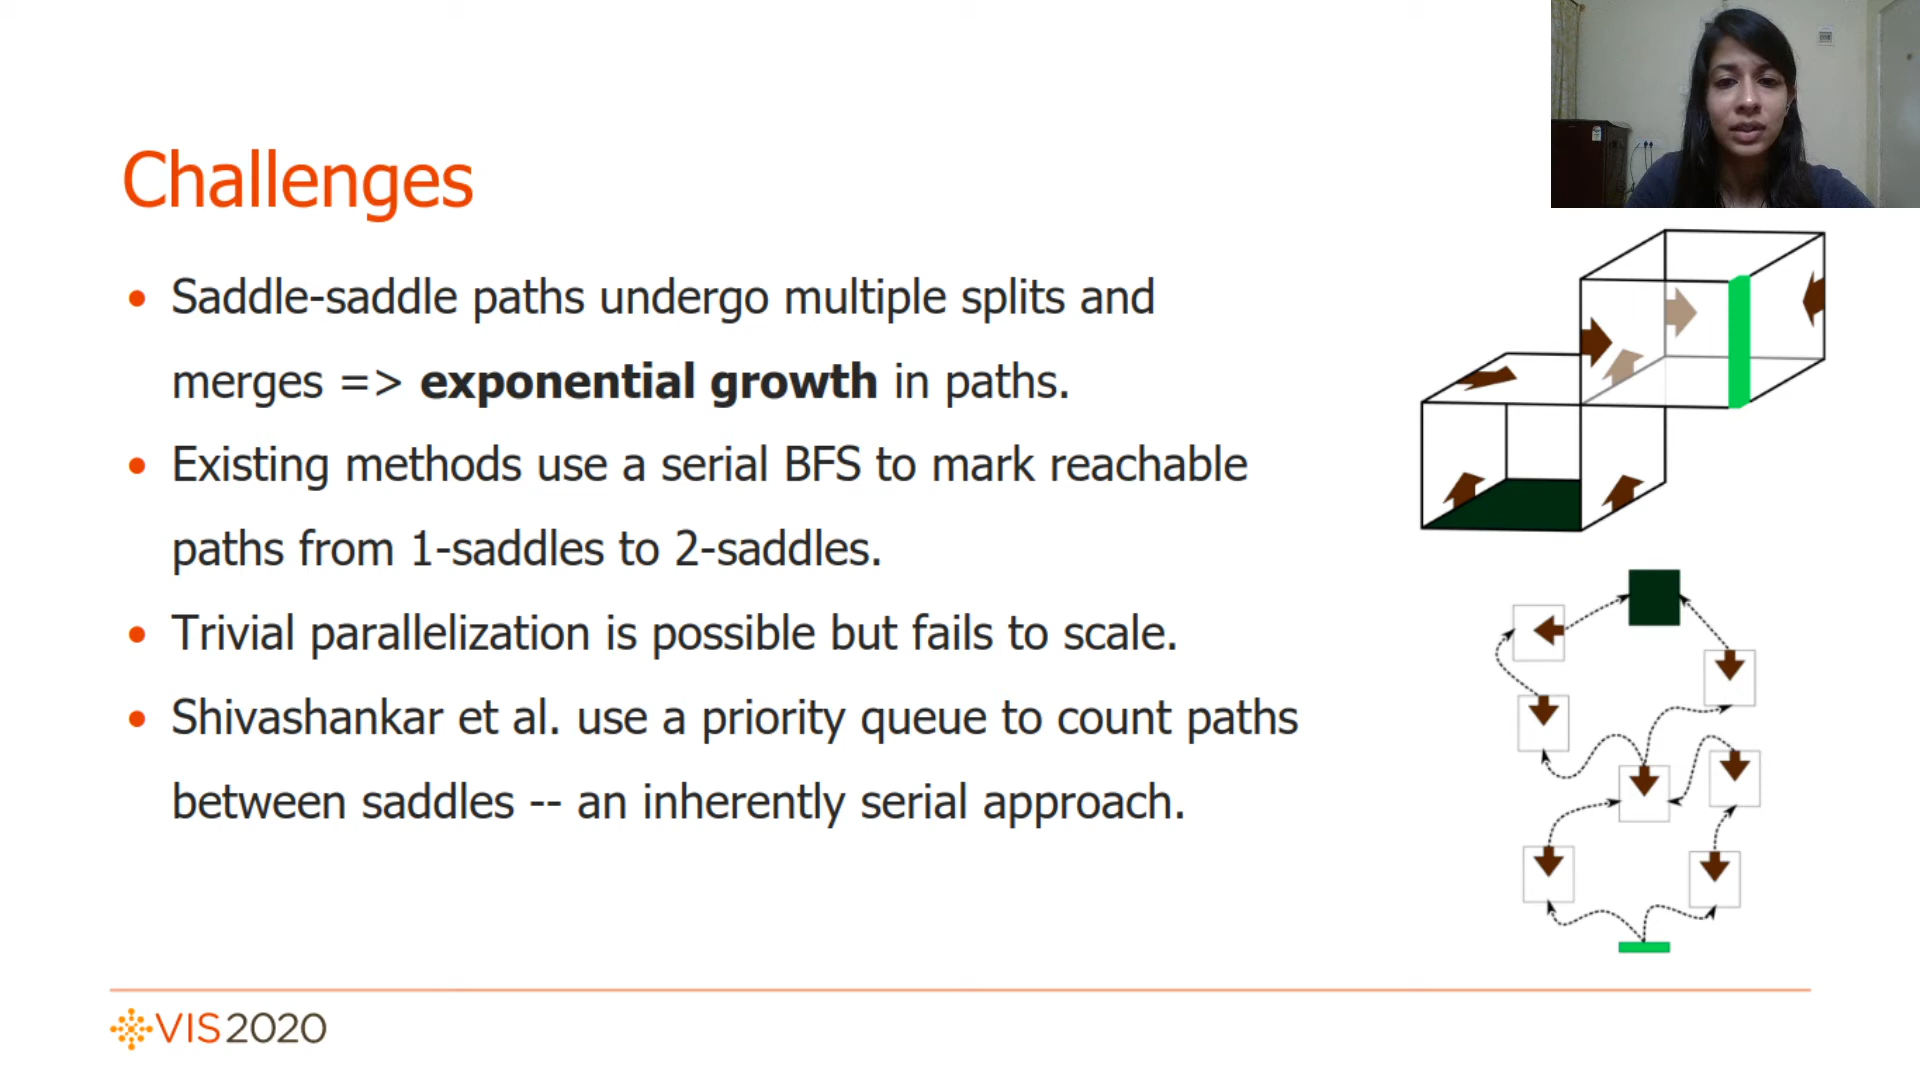 Challenges
• Saddle-saddle paths undergo multiple splits and
merges => exponential growth in paths.
• Existing methods use a serial BFS to mark reachable
paths from 1-saddles to 2-saddles.
• Trivial parallelization is possible but fails to scale.
• Shivashankar et al. use a priority queue to count paths
between saddles -- an inherently serial approach.
VIS2020